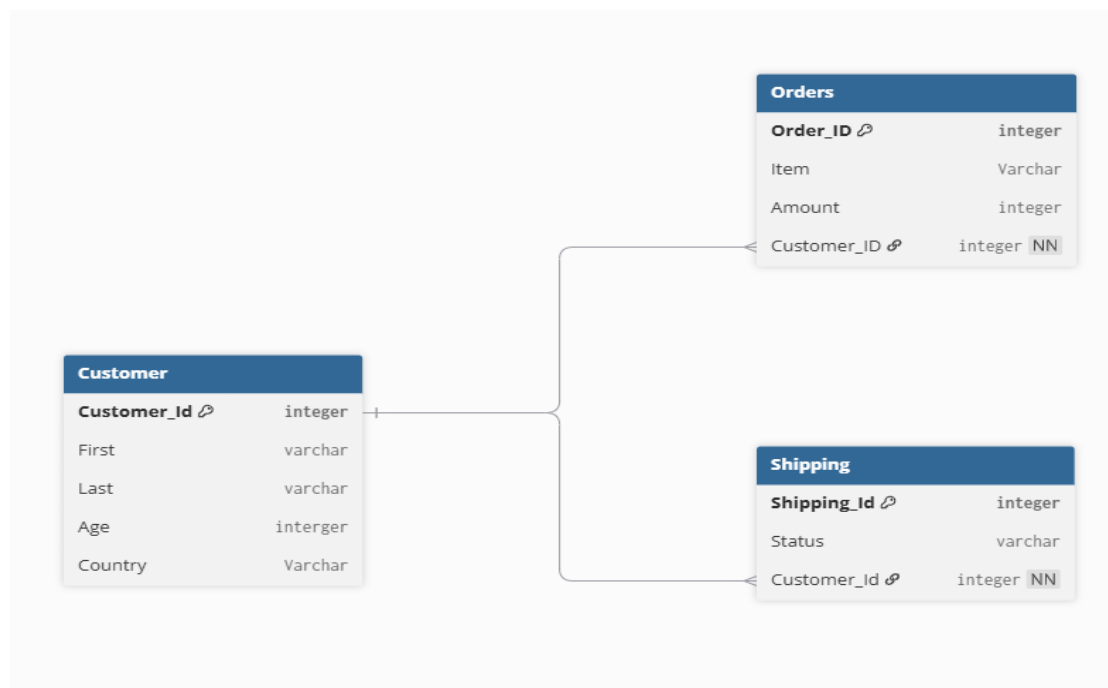 Orders
Order_ID integer
Item Varchar
Amount integer
Customer_ID integer NN
Customer
Customer_Id integer
First varchar
Last varchar
Age interger
Country Varchar
Shipping
Shipping_Id integer
Status varchar
Customer_Id integer NN